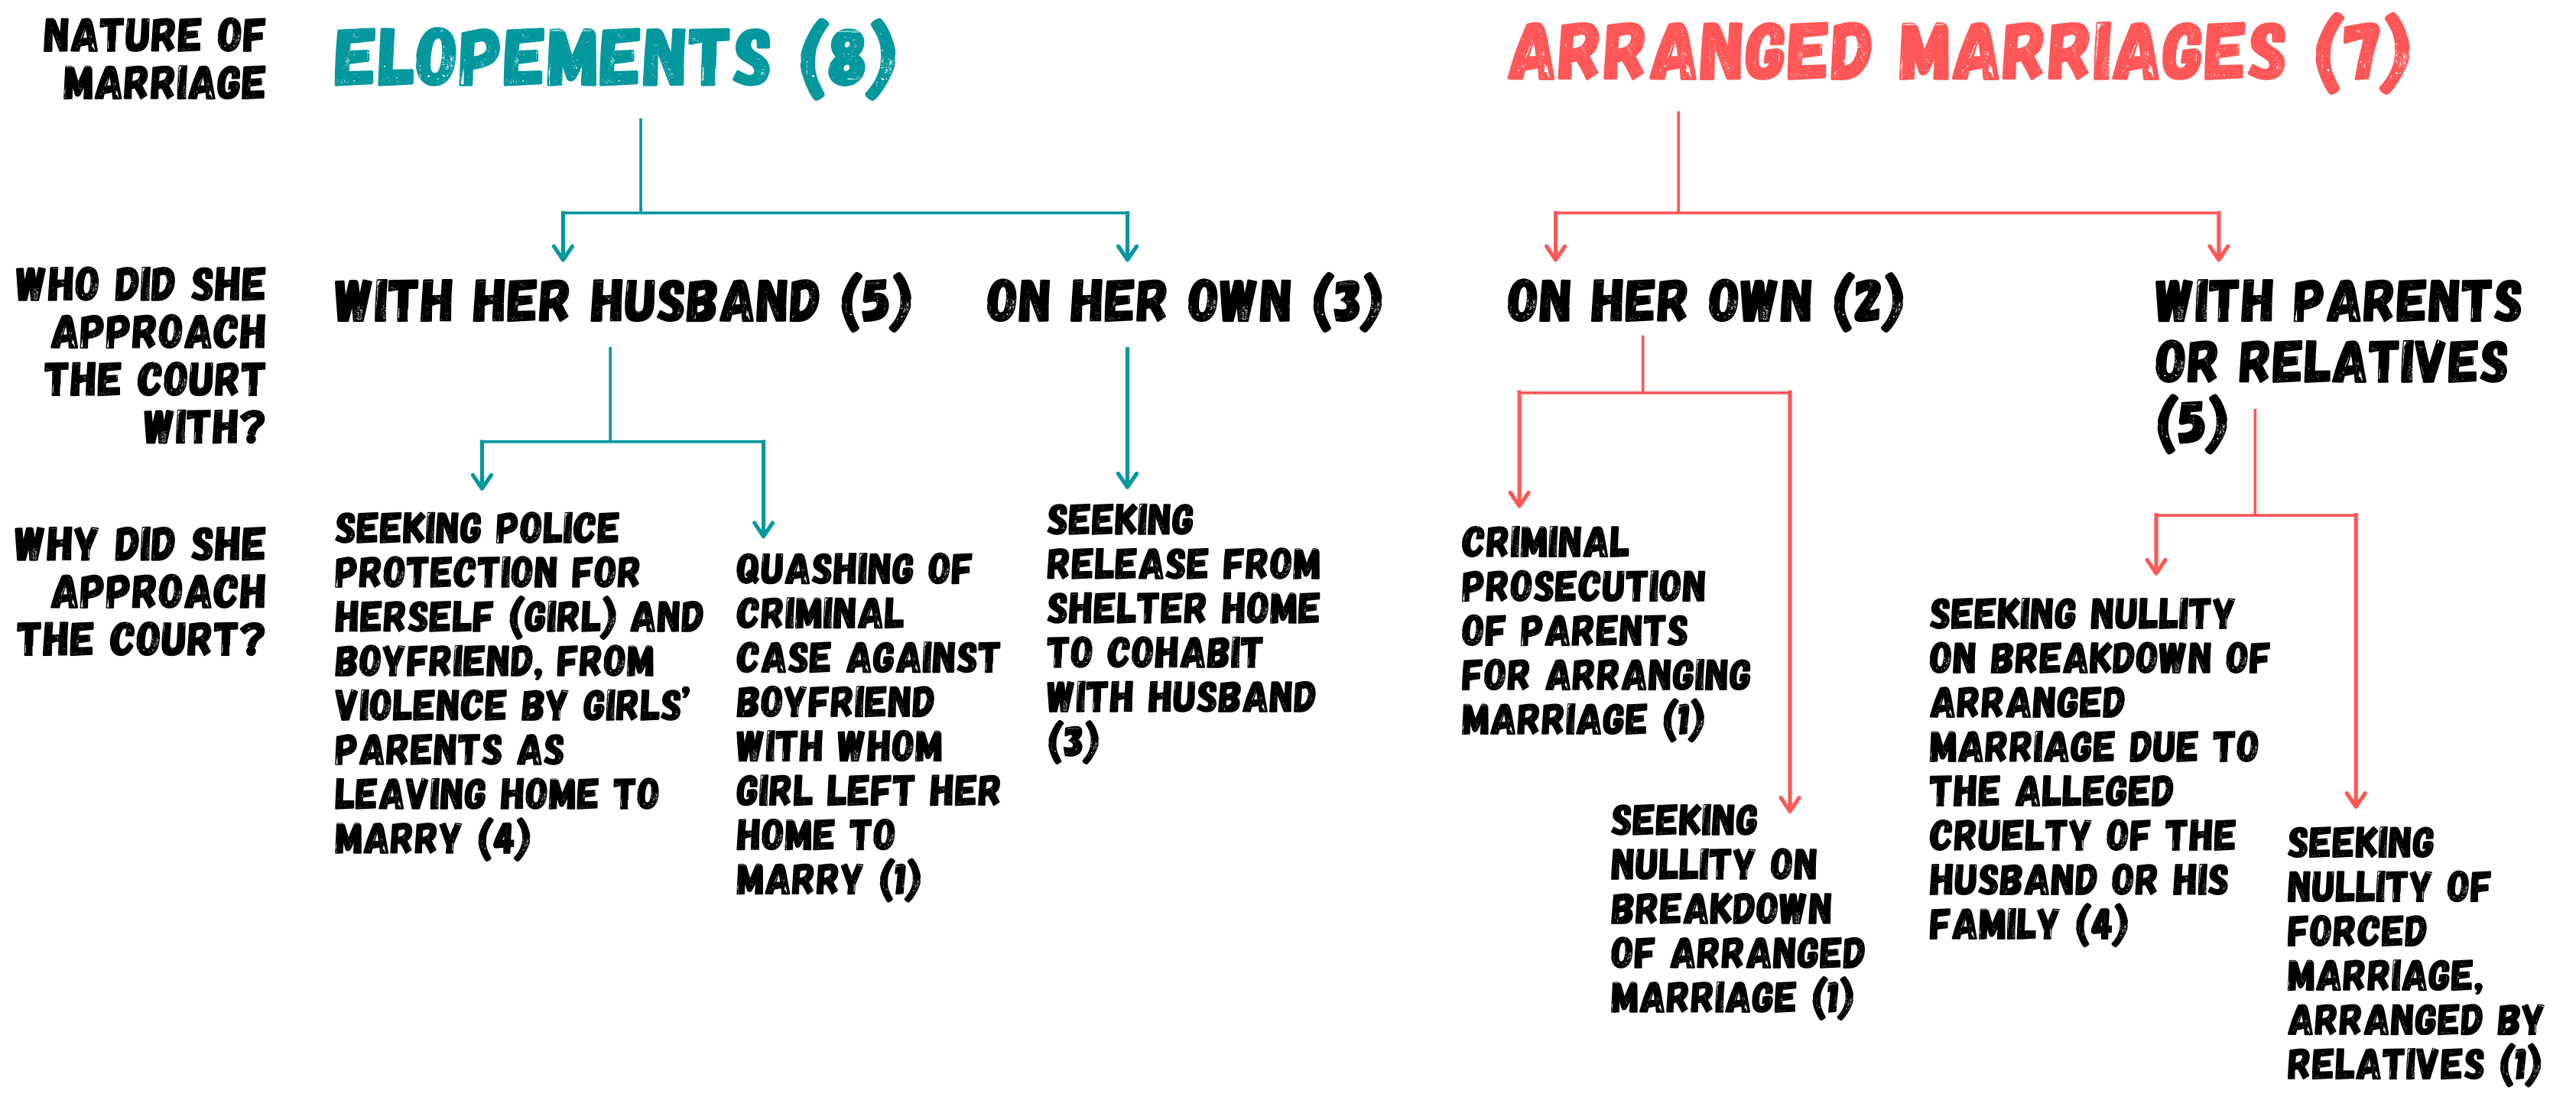 NATURE OF
MARRIAGE
ELOPEMENTS (8)
ARRANGED MARRIAGES (7)
WHO DID SHE
APPROACH
THE COURT
WITH?
WITH HER HUSBAND (5)
ON HER OWN (3)
ON HER OWN (2)
WITH PARENTS
OR RELATIVES
(5)
WHY DID SHE
APPROACH
THE COURT?
SEEKING POLICE
PROTECTION FOR
HERSELF (GIRL) AND
BOYFRIEND, FROM
VIOLENCE BY GIRLS'
PARENTS AS
LEAVING HOME TO
MARRY (4)
QUASHING OF
CRIMINAL
CASE AGAINST
BOYFRIEND
WITH WHOM
GIRL LEFT HER
HOME TO
MARRY (1)
SEEKING
RELEASE FROM
SHELTER HOME
TO COHABIT
WITH HUSBAND
(3)
CRIMINAL
PROSECUTION
OF PARENTS
FOR ARRANGING
MARRIAGE (1)
SEEKING
NULLITY ON
BREAKDOWN
OF ARRANGED
MARRIAGE (1)
SEEKING NULLITY
ON BREAKDOWN OF
ARRANGED
MARRIAGE DUE TO
THE ALLEGED
CRUELTY OF THE
HUSBAND OR HIS
FAMILY (4)
SEEKING
NULLITY OF
FORCED
MARRIAGE,
ARRANGED BY
RELATIVES (1)